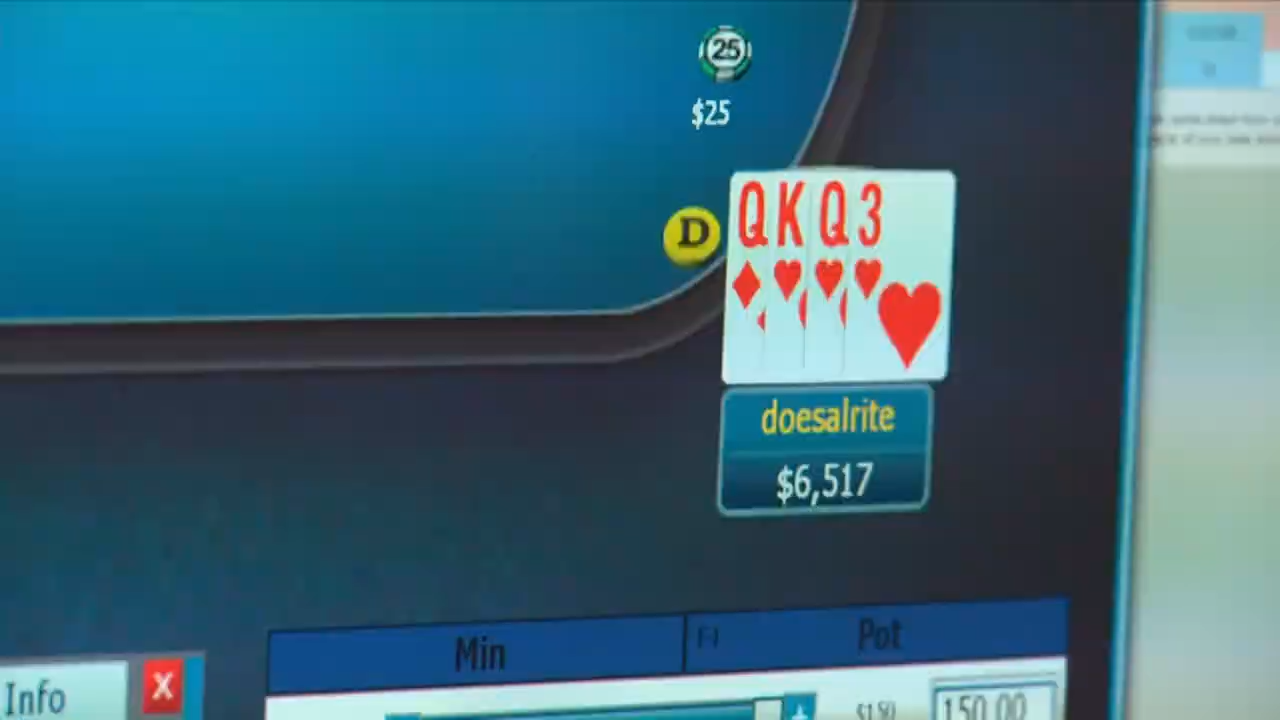 25
$25
D
Q K Q 3
doesalrite
$6,517
Min
Pot
Info
X
+
150.00